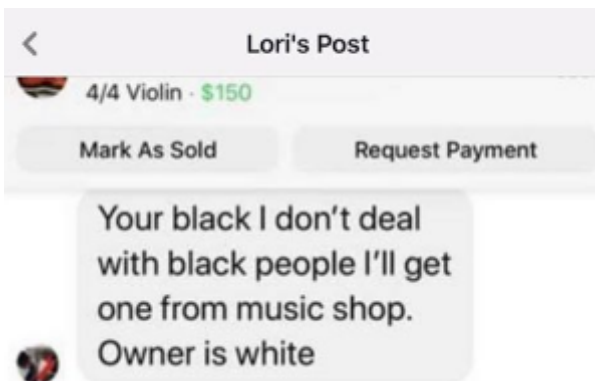 Lori's Post
4/4 Violin · $150
Mark As Sold
Request Payment
Your black I don’t deal
with black people I’ll get
one from music shop.
Owner is white